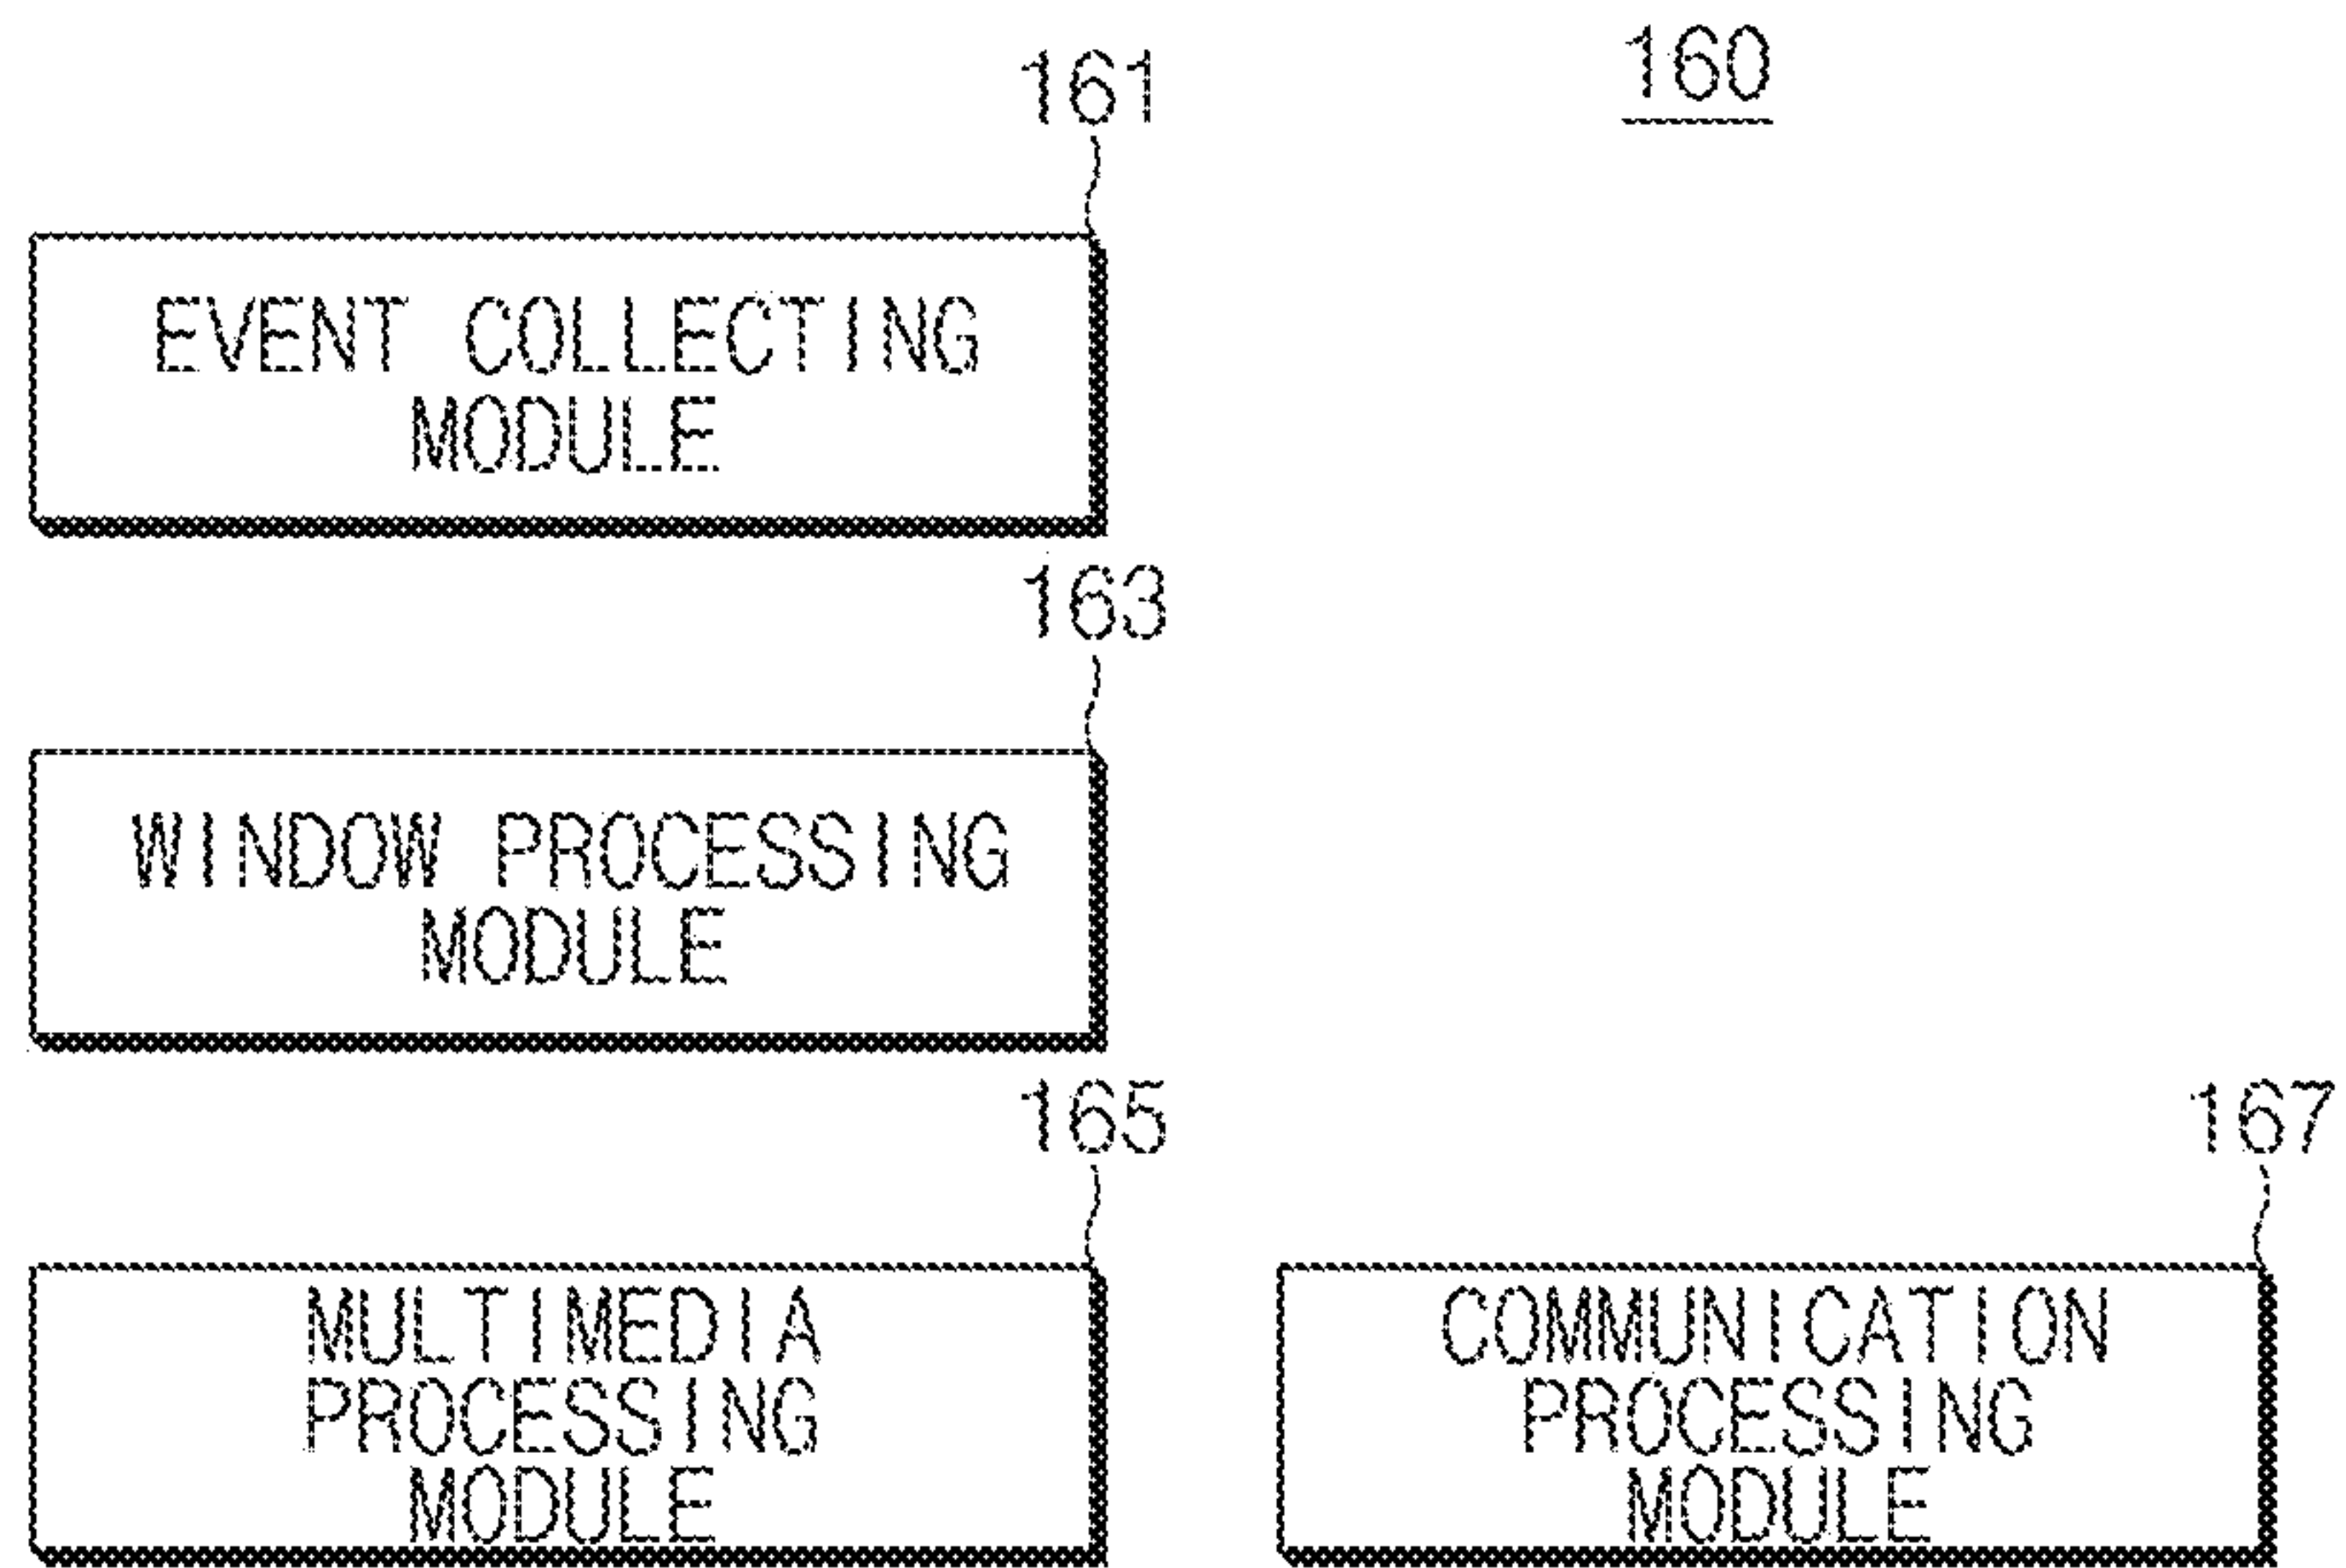 160
161
EVENT COLLECTING
MODULE
163
WINDOW PROCESSING
MODULE
165
MULTIMEDIA
PROCESSING
MODULE
167
COMMUNICATION
PROCESSING
MODULE